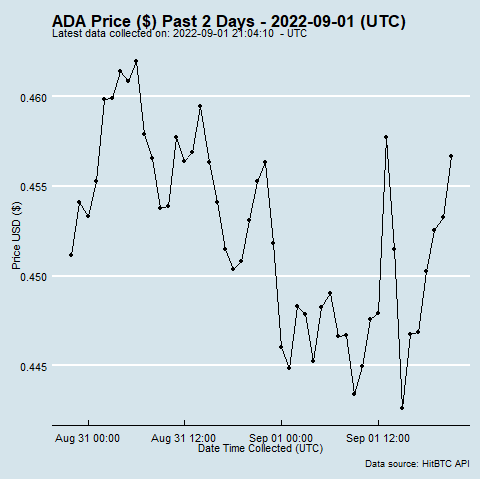 ADA Price ($) Past 2 Days - 2022-09-01 (UTC)
Latest data collected on: 2022-09-01 21:04:10  - UTC
0.460
0.455
0.450
0.445
Price USD ($)
Aug 31 00:00 Aug 31 12:00 Sep 01 00:00 Sep 01 12:00
Date Time Collected (UTC)
Data source: HitBTC API